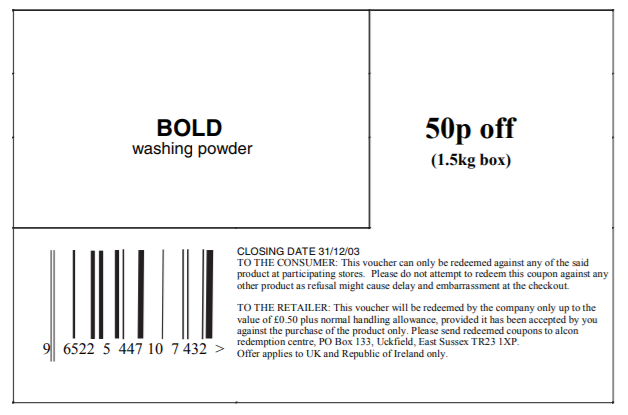 BOLD
washing powder
50p off
(1.5kg box)
CLOSING DATE 31/12/03
TO THE CONSUMER: This voucher can only be redeemed against any of the said
product at participating stores. Please do not attempt to redeem this coupon against any
other product as refusal might cause delay and embarrassment at the checkout.
TO THE RETAILER: This voucher will be redeemed by the company only up to the
value of £0.50 plus normal handling allowance, provided it has been accepted by you
against the purchase of the product only. Please send redeemed coupons to alcon
redemption centre, PO Box 133, Uckfield, East Sussex TR23 1XP.
Offer applies to UK and Republic of Ireland only.
9 6522 5 447 10 7 432 >